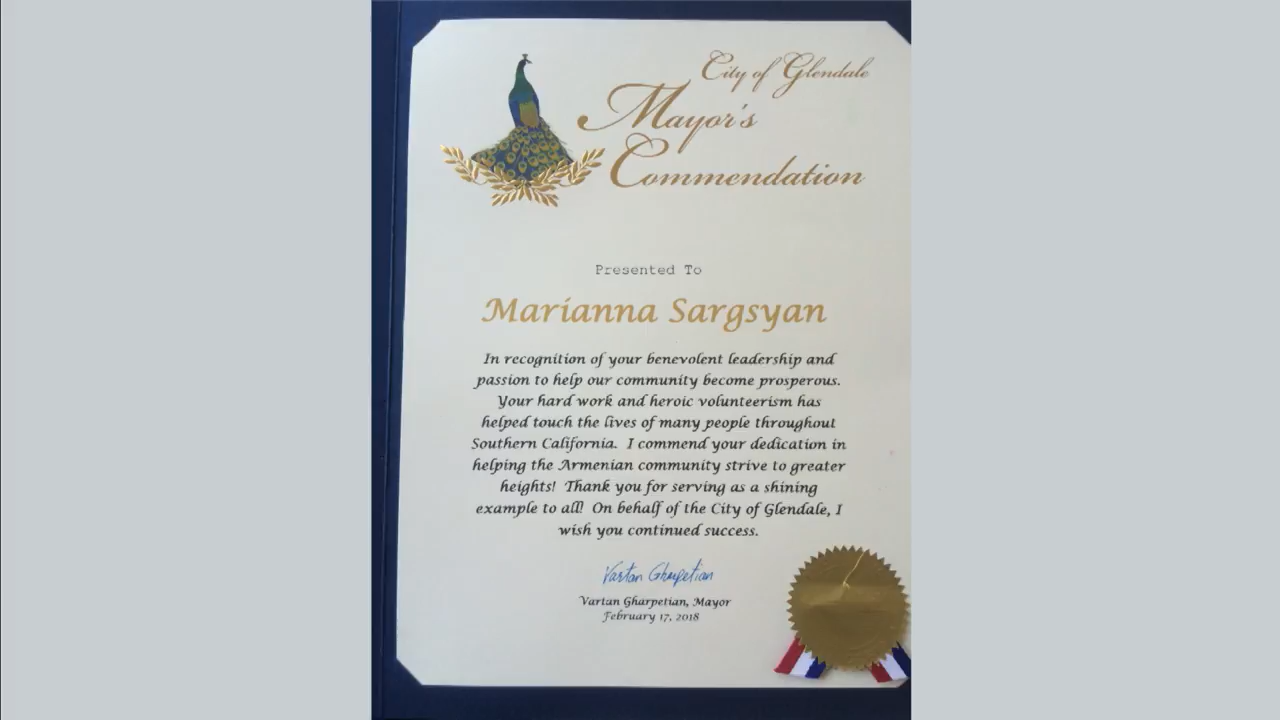 City of Glendale
Mayor's
Commendation
Presented To
Marianna Sargsyan
In recognition of your benevolent leadership and
passion to help our community become prosperous.
Your hard work and heroic volunteerism has
helped touch the lives of many people throughout
Southern California. I commend your dedication in
helping the Armenian community strive to greater
heights! Thank you for serving as a shining
example to all! On behalf of the City of Glendale, I
wish you continued success.
Vartan Gharpetian
Vartan Gharpetian, Mayor
February 17, 2018